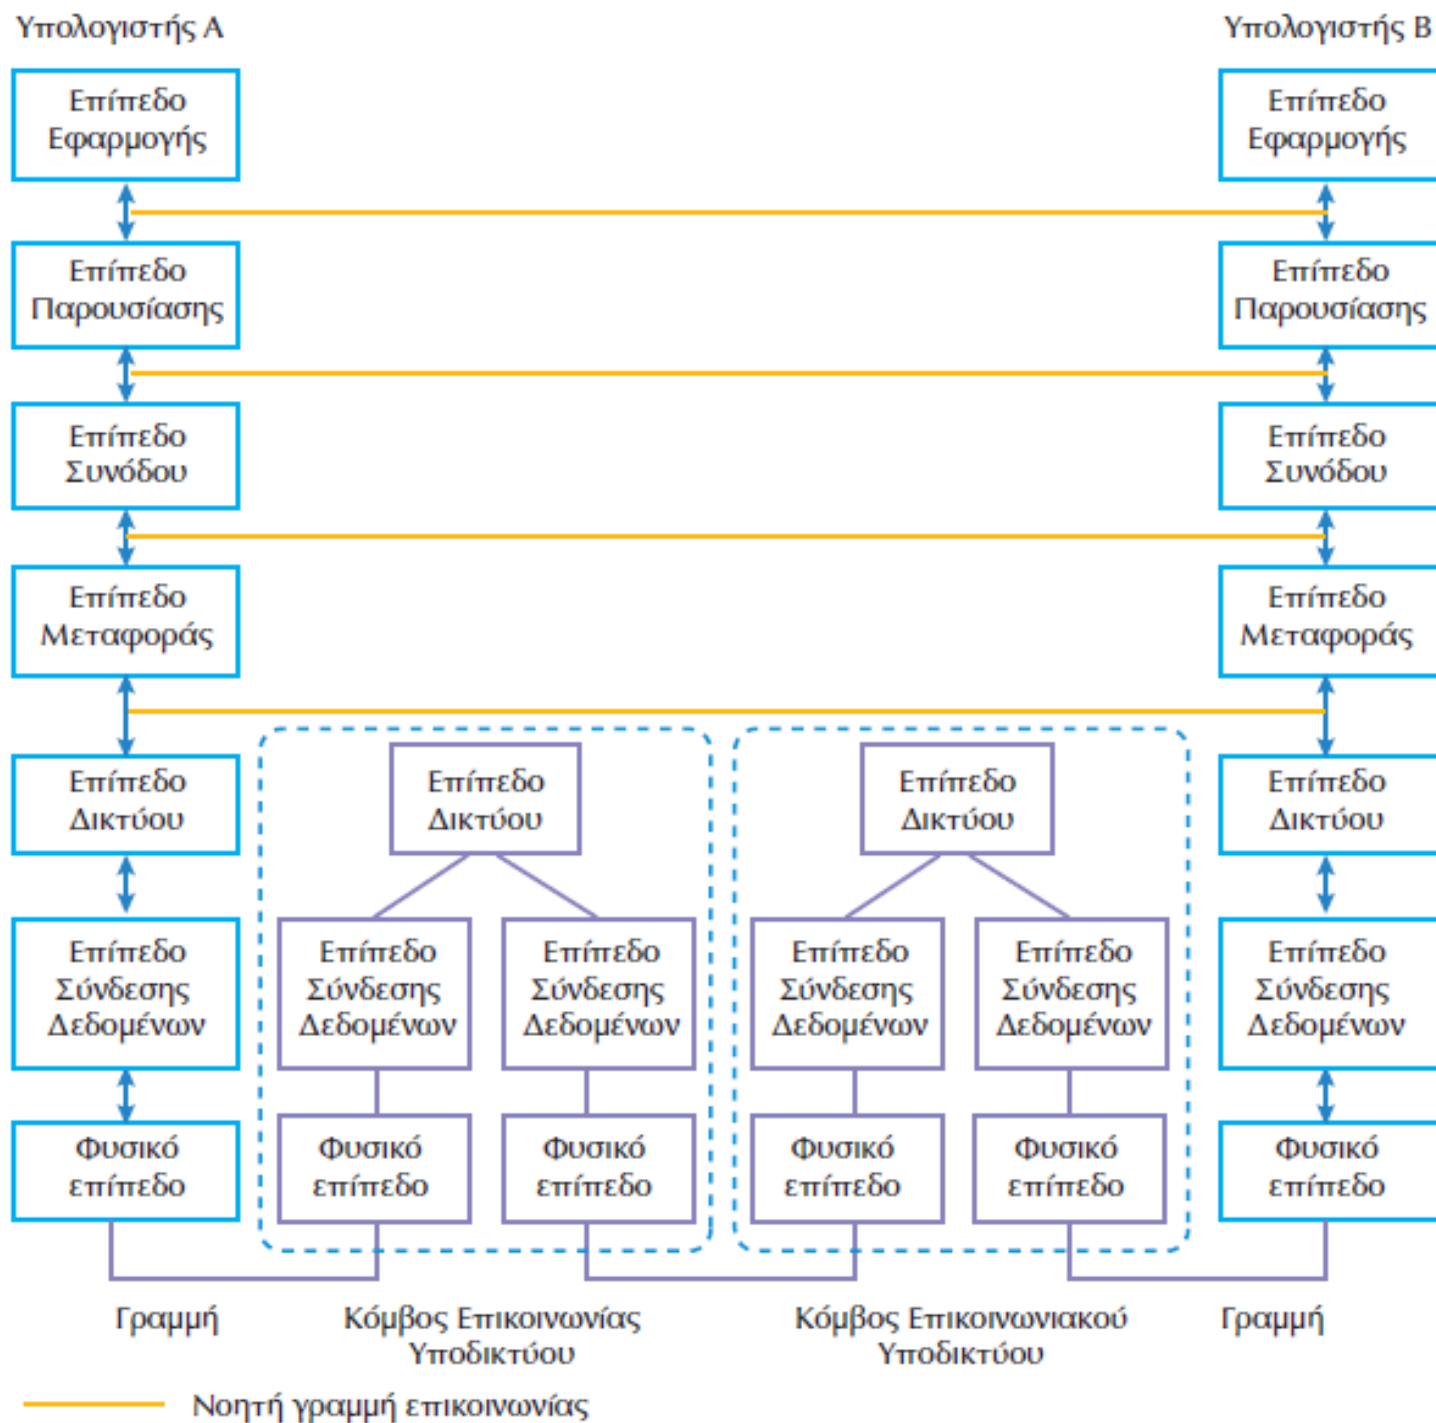 Υπολογιστής Α
Υπολογιστής Β
Επίπεδο
Εφαρμογής
Επίπεδο
Εφαρμογής
Επίπεδο
Παρουσίασης
Επίπεδο
Παρουσίασης
Επίπεδο
Συνόδου
Επίπεδο
Συνόδου
Επίπεδο
Μεταφοράς
Επίπεδο
Μεταφοράς
Επίπεδο
Δικτύου
Επίπεδο
Δικτύου
Επίπεδο
Δικτύου
Επίπεδο
Δικτύου
Επίπεδο
Σύνδεσης
Δεδομένων
Επίπεδο
Σύνδεσης
Δεδομένων
Επίπεδο
Σύνδεσης
Δεδομένων
Επίπεδο
Σύνδεσης
Δεδομένων
Επίπεδο
Σύνδεσης
Δεδομένων
Επίπεδο
Σύνδεσης
Δεδομένων
Φυσικό
επίπεδο
Φυσικό
επίπεδο
Φυσικό
επίπεδο
Φυσικό
επίπεδο
Φυσικό
επίπεδο
Φυσικό
επίπεδο
Γραμμή
Κόμβος Επικοινωνίας
Υποδικτύου
Κόμβος Επικοινωνιακού
Υποδικτύου
Γραμμή
Νοητή γραμμή επικοινωνίας